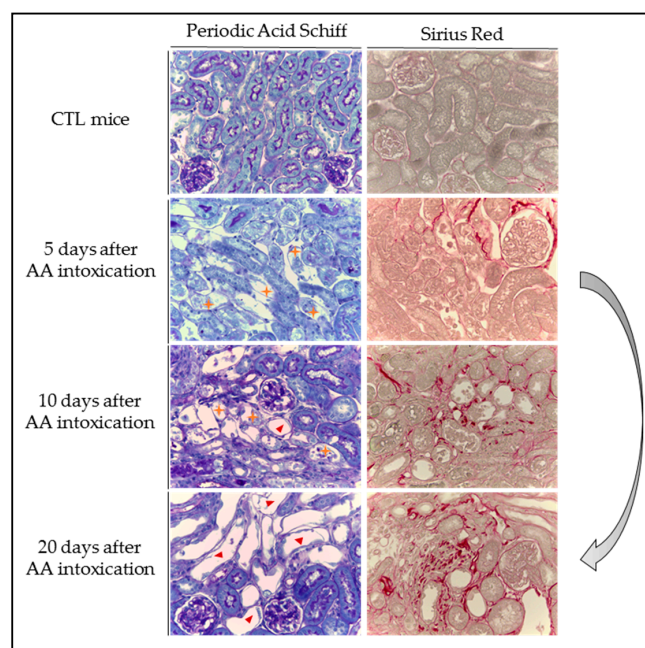 Periodic Acid Schiff
Sirius Red
CTL mice
5 days after
AA intoxication
10 days after
AA intoxication
20 days after
AA intoxication